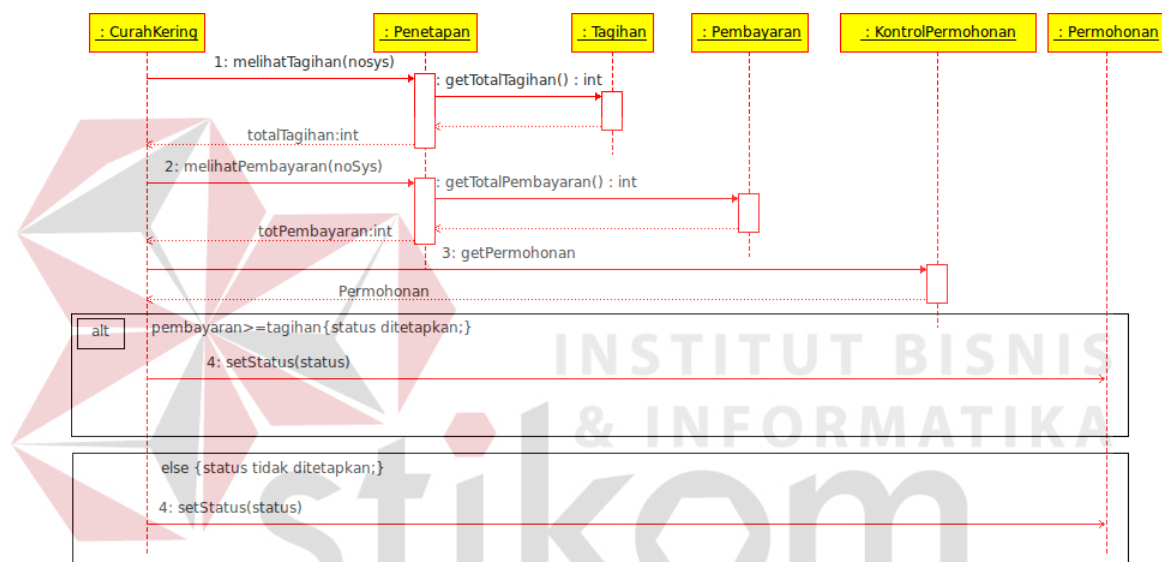 : CurahKering
: Penetapan
: Tagihan
: Pembayaran
: KontrolPermohonan
: Permohonan
1: melihatTagihan(nosys)
: getTotalTagihan() : int
totalTagihan:int
2: melihatPembayaran(noSys)
: getTotalPembayaran() : int
totPembayaran:int
3: getPermohonan
Permohonan
alt
pembayaran>=tagihan{status ditetapkan;}
4: setStatus(status)
INSTITUT BISNIS
& INFORMATIKA
stikom
else {status tidak ditetapkan;}
4: setStatus(status)